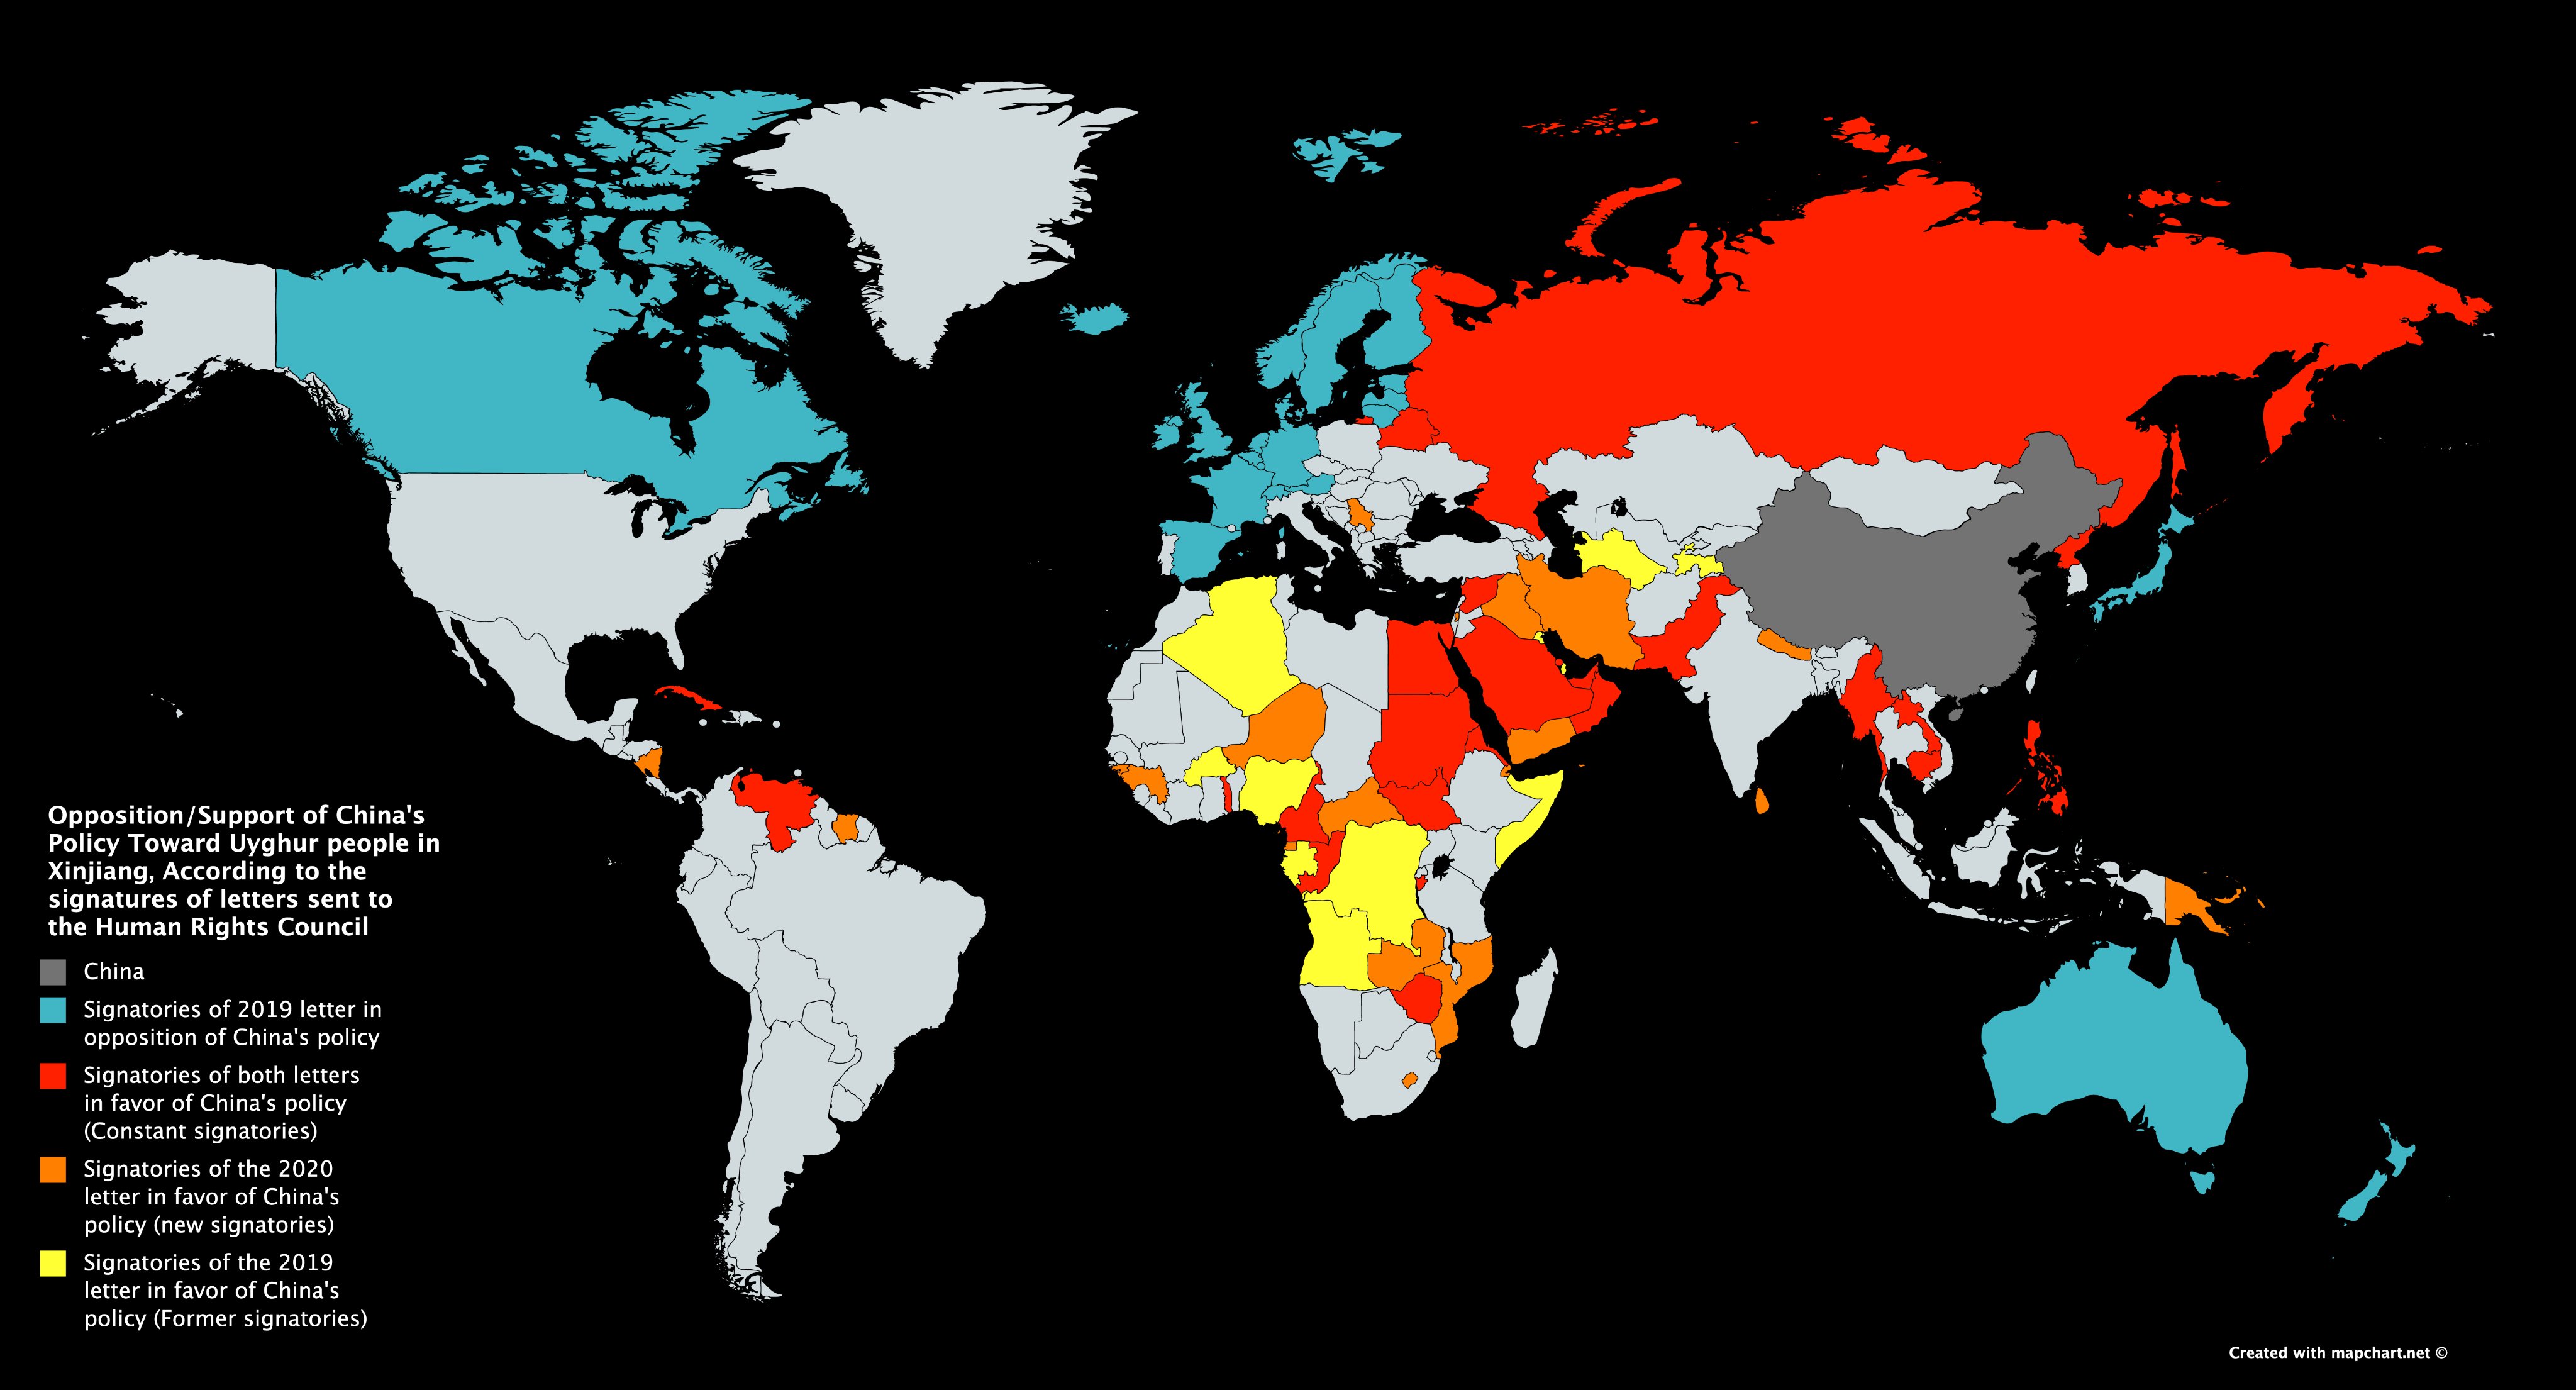 Opposition/Support of China's
Policy Toward Uyghur people in
Xinjiang, According to the
signatures of letters sent to
the Human Rights Council
China
Signatories of 2019 letter in
opposition of China's policy
Signatories of both letters
in favor of China's policy
(Constant signatories)
Signatories of the 2020
letter in favor of China's
policy (new signatories)
Signatories of the 2019
letter in favor of China's
policy (Former signatories)
Created with mapchart.net ©